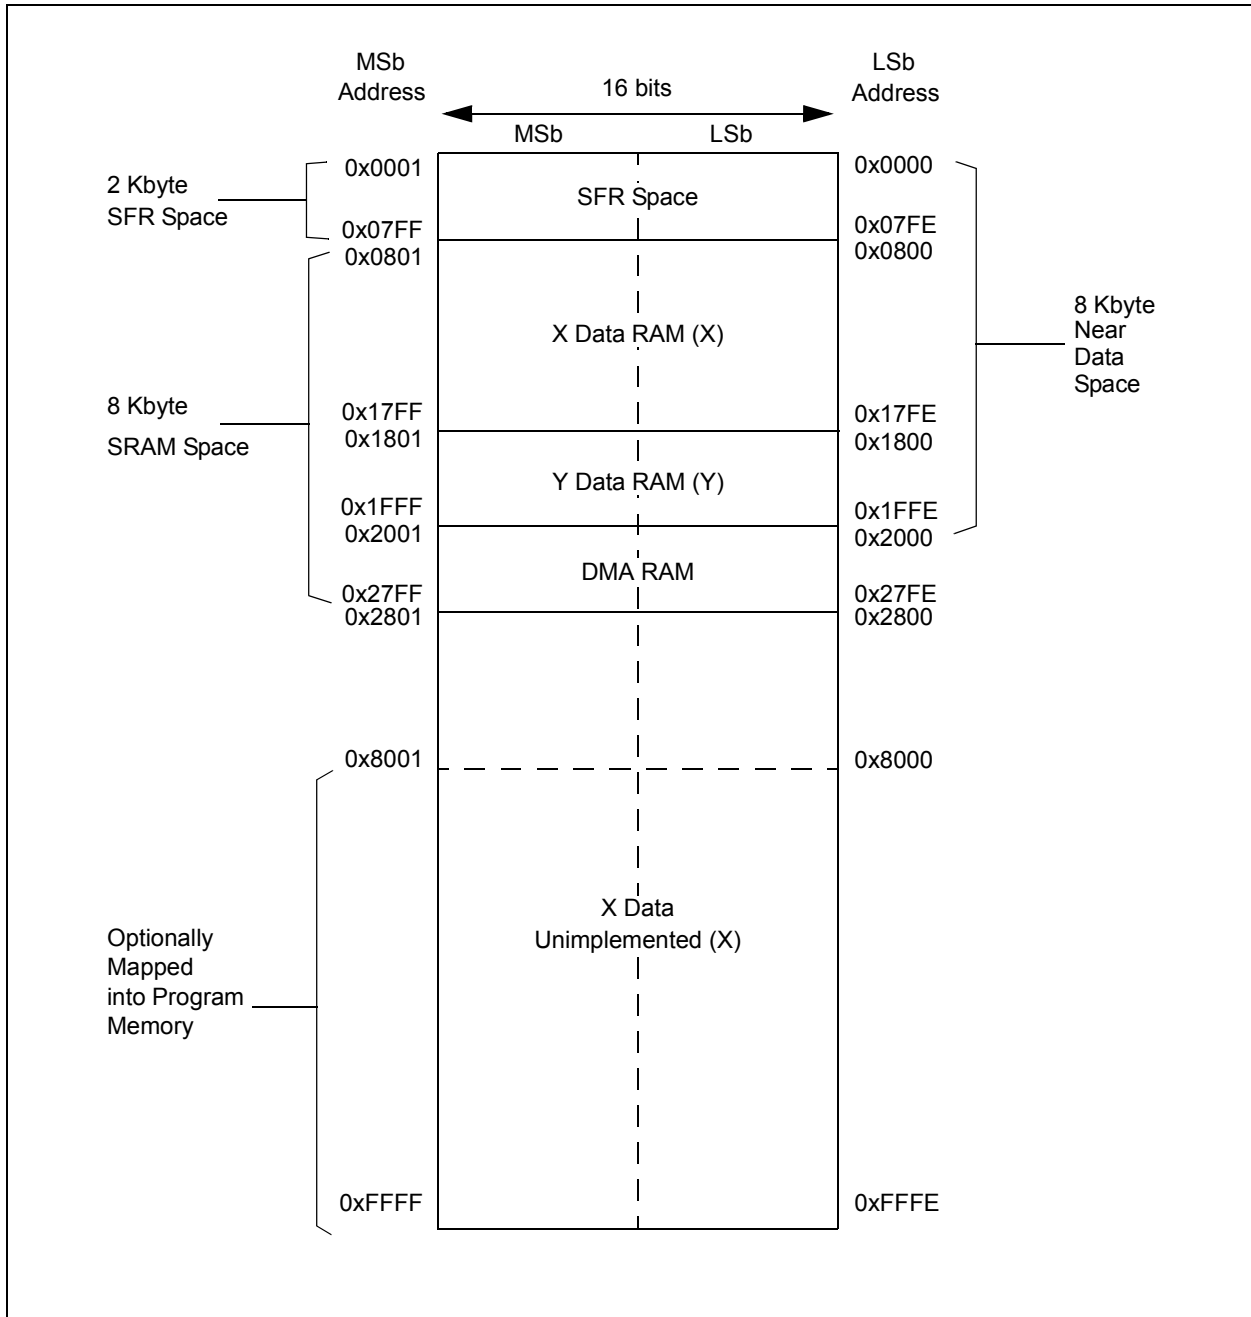 MSb
Address
LSb
Address
16 bits
MSb
LSb
2 Kbyte
SFR Space
0x0001
SFR Space
0x0000
0x07FF
0x07FE
0x0801
0x0800
8 Kbyte
SRAM Space
X Data RAM (X)
8 Kbyte
Near
Data
Space
0x17FF
0x17FE
0x1801
0x1800
Y Data RAM (Y)
0x1FFF
0x1FFE
0x2001
0x2000
DMA RAM
0x27FF
0x27FE
0x2801
0x2800
0x8001
0x8000
Optionally
Mapped
into Program
Memory
X Data
Unimplemented (X)
0xFFFF
0xFFFE